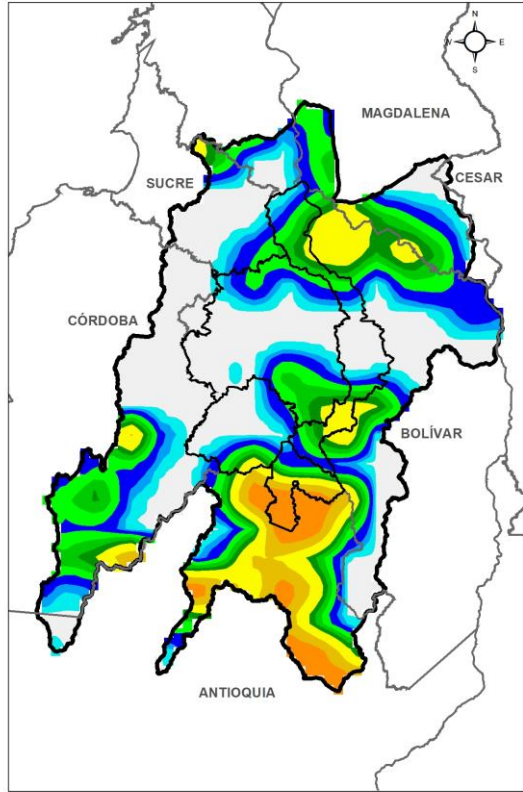 N
W
E
S
MAGDALENA
CESAR
SUCRE
CÓRDOBA
BOLÍVAR
ANTIOQUIA